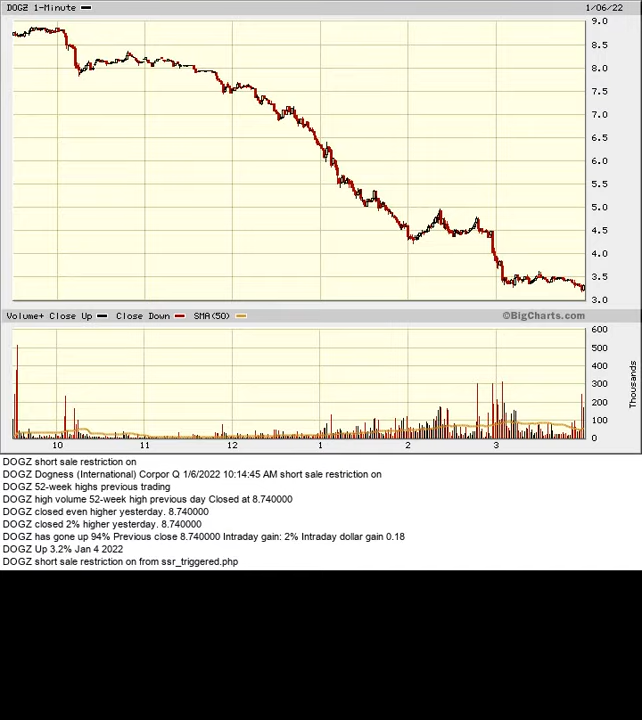 DOGZ 1-Minute 1/06/22
9.0
8.5
8.0
7.5
7.0
6.5
6.0
5.5
5.0
4.5
4.0
3.5
3.0
Volume+ Close Up Close Down SMA(50) ©BigCharts.com
600
500
400
300
200
100
0
Thousands
10 11 12 1 2 3
DOGZ short sale restriction on
DOGZ Dogness (International) Corpor Q 1/6/2022 10:14:45 AM short sale restriction on
DOGZ 52-week highs previous trading
DOGZ high volume 52-week high previous day Closed at 8.740000
DOGZ closed even higher yesterday. 8.740000
DOGZ closed 2% higher yesterday. 8.740000
DOGZ has gone up 94% Previous close 8.740000 Intraday gain: 2% Intraday dollar gain 0.18
DOGZ Up 3.2% Jan 4 2022
DOGZ short sale restriction on from ssr_triggered.php